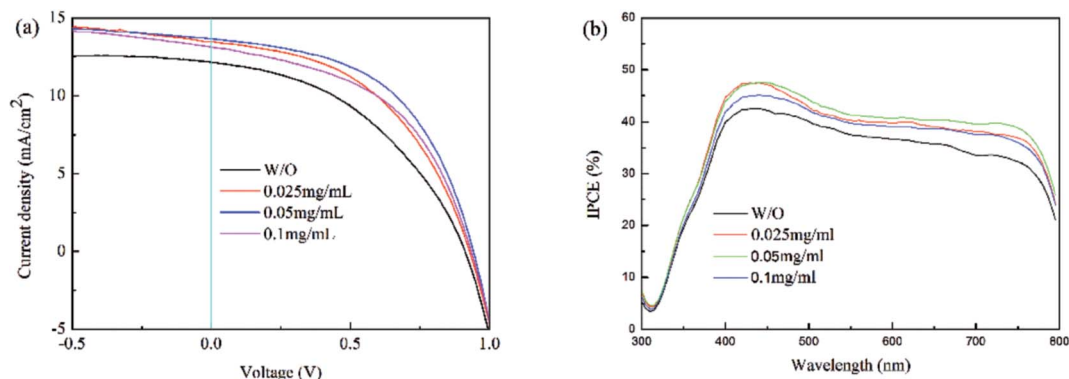 (a)
15
10
5
0
-5
-0.5
0.0
0.5
1.0
Current density (mA/cm²)
Voltage (V)
W/O
0.025mg/mL
0.05mg/mL
0.1mg/mL
(b)
60
50
40
30
20
10
0
300
400
500
600
700
800
IPCE (%)
Wavelength (nm)
W/O
0.025mg/ml
0.05mg/ml
0.1mg/ml